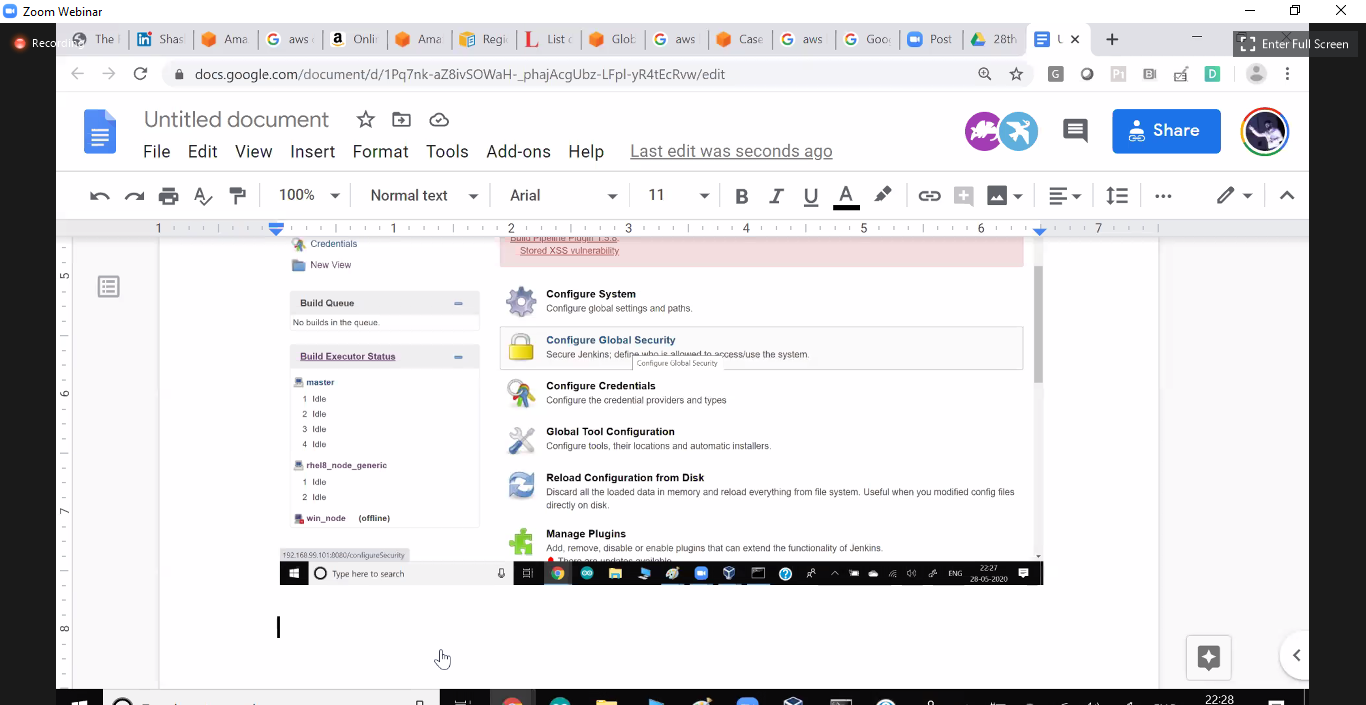 Zoom Webinar
Recording
The
in Shas
Ama
aws
a Onlin
Ama
Regi
L List
Glob
aws
Case
aws
Goo
Post
28th
U
Enter Full Screen
docs.google.com/document/d/1Pq7nk-aZ8ivSOWaH-_phajAcgUbz-LFpI-yR4tEcRvw/edit
Untitled document
Share
File Edit View Insert Format Tools Add-ons Help Last edit was seconds ago
100% Normal text Arial 11 B I U A
1 1 2 3 4 5 6 7
Credentials
New View
Build Pipeline Plugin 1.5.8:
Stored XSS vulnerability
Build Queue
No builds in the queue.
Build Executor Status
master
1 Idle
2 Idle
3 Idle
4 Idle
rhel8_node_generic
1 Idle
2 Idle
win_node (offline)
Configure System
Configure global settings and paths.
Configure Global Security
Secure Jenkins; define who is allowed to access/use the system.
Configure Global Security
Configure Credentials
Configure the credential providers and types
Global Tool Configuration
Configure tools, their locations and automatic installers.
Reload Configuration from Disk
Discard all the loaded data in memory and reload everything from file system. Useful when you modified config files
directly on disk.
Manage Plugins
Add, remove, disable or enable plugins that can extend the functionality of Jenkins.
There are updates available
192.168.99.101:8080/configureSecurity
Type here to search
ENG
22:27
28-05-2020
5
6
7
8
22:28